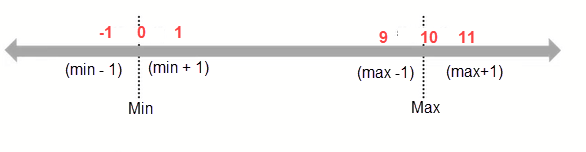 -1 0 1 9 10 11
(min - 1) (min + 1) (max -1) (max+1)
Min Max